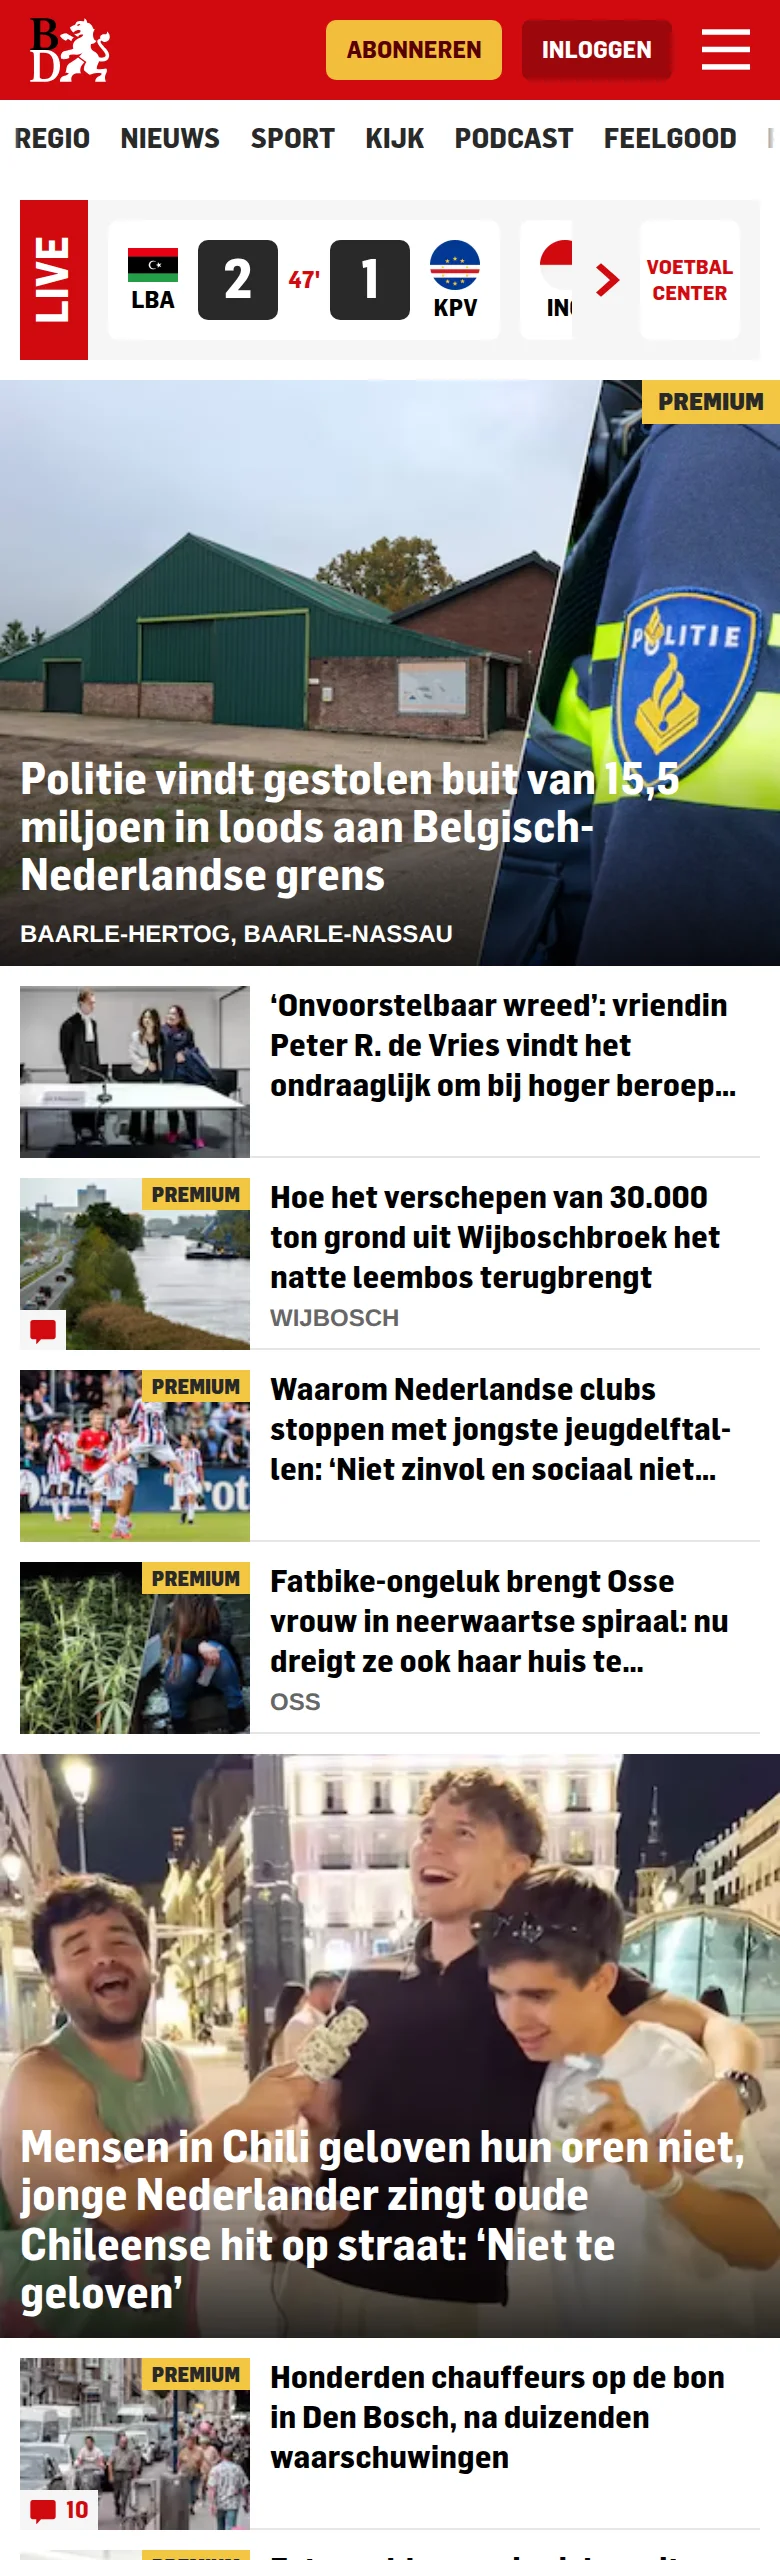 B
D
ABONNEREN
INLOGGEN
REGIO NIEUWS SPORT KIJK PODCAST FEELGOOD
LIVE
LBA
2
47'
1
KPV
VOETBAL
CENTER
PREMIUM
POLITIE
Politie vindt gestolen buit van 15,5
miljoen in loods aan Belgisch-
Nederlandse grens
BAARLE-HERTOG, BAARLE-NASSAU
‘Onvoorstelbaar wreed’: vriendin
Peter R. de Vries vindt het
ondraaglijk om bij hoger beroep...
PREMIUM
Hoe het verschepen van 30.000
ton grond uit Wijboschbroek het
natte leembos terugbrengt
WIJBOSCH
PREMIUM
Waarom Nederlandse clubs
stoppen met jongste jeugdelftal-
len: ‘Niet zinvol en sociaal niet...
PREMIUM
Fatbike-ongeluk brengt Osse
vrouw in neerwaartse spiraal: nu
dreigt ze ook haar huis te...
OSS
Mensen in Chili geloven hun oren niet,
jonge Nederlander zingt oude
Chileense hit op straat: ‘Niet te
geloven’
PREMIUM
Honderden chauffeurs op de bon
in Den Bosch, na duizenden
waarschuwingen
10